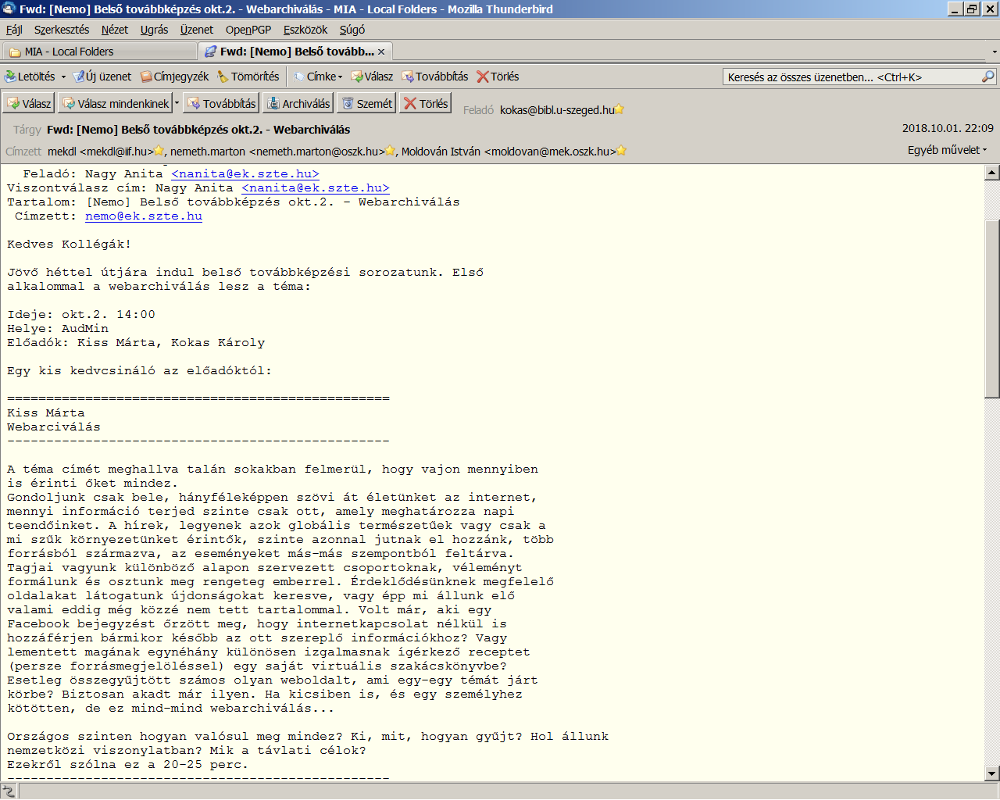 Fwd: [Nemo] Belső továbbképzés okt.2. - Webarchiválás - MIA - Local Folders - Mozilla Thunderbird
Fájl Szerkesztés Nézet Ugrás Üzenet OpenPGP Eszközök Súgó
MIA - Local Folders Fwd: [Nemo] Belső tovább...
Letöltés Új üzenet Címjegyzék Tömörítés Címke Válasz Továbbítás Törlés Keresés az összes üzenetben... <Ctrl+K>
Válasz Válasz mindenkinek Továbbítás Archiválás Szemét Törlés Feladó kokas@bibl.u-szeged.hu
Tárgy Fwd: [Nemo] Belső továbbképzés okt.2. - Webarchiválás 2018.10.01. 22:09
Címzett mekdl <mekdl@iif.hu>, nemeth.marton <nemeth.marton@oszk.hu>, Moldován István <moldovan@mek.oszk.hu> Egyéb művelet
Feladó: Nagy Anita <nanita@ek.szte.hu>
Viszontválasz cím: Nagy Anita <nanita@ek.szte.hu>
Tartalom: [Nemo] Belső továbbképzés okt.2. - Webarchiválás
Címzett: nemo@ek.szte.hu
Kedves Kollégák!
Jövő héttel útjára indul belső továbbképzési sorozatunk. Első
alkalommal a webarchiválás lesz a téma:
Ideje: okt.2. 14:00
Helye: AudMin
Előadók: Kiss Márta, Kokas Károly
Egy kis kedvcsináló az előadóktól:
=================================================
Kiss Márta
Webarciválás
-------------------------------------------------
A téma címét meghallva talán sokakban felmerül, hogy vajon mennyiben
is érinti őket mindez.
Gondoljunk csak bele, hányféleképpen szövi át életünket az internet,
mennyi információ terjed szinte csak ott, amely meghatározza napi
teendőinket. A hírek, legyenek azok globális természetűek vagy csak a
mi szűk környezetünket érintők, szinte azonnal jutnak el hozzánk, több
forrásból származva, az eseményeket más-más szempontból feltárva.
Tagjai vagyunk különböző alapon szervezett csoportoknak, véleményt
formálunk és osztunk meg rengeteg emberrel. Érdeklődésünknek megfelelő
oldalakat látogatunk újdonságokat keresve, vagy épp mi állunk elő
valami eddig még közzé nem tett tartalommal. Volt már, aki egy
Facebook bejegyzést őrzött meg, hogy internetkapcsolat nélkül is
hozzáférjen bármikor később az ott szereplő információkhoz? Vagy
lementett magának egynéhány különösen izgalmasnak ígérkező receptet
(persze forrásmegjelöléssel) egy saját virtuális szakácskönyvbe?
Esetleg összegyűjtött számos olyan weboldalt, ami egy-egy témát járt
körbe? Biztosan akadt már ilyen. Ha kicsiben is, és egy személyhez
kötötten, de ez mind-mind webarchiválás...
Országos szinten hogyan valósul meg mindez? Ki, mit, hogyan gyűjt? Hol állunk
nemzetközi viszonylatban? Mik a távlati célok?
Ezekről szólna ez a 20-25 perc.
-------------------------------------------------